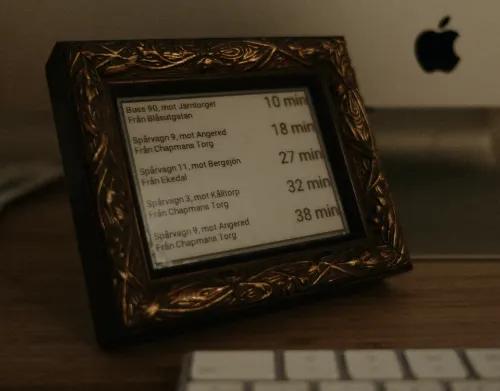 Buss 90, mot Järntorget 10 min
Från Blåsutgatan
Spårvagn 9, mot Angered 18 min
Från Chapmans Torg
Spårvagn 11, mot Bergsjön 27 min
Från Ekedal
Spårvagn 3, mot Kålltorp 32 min
Från Chapmans Torg
Spårvagn 9, mot Angered 38 min
Från Chapmans Torg